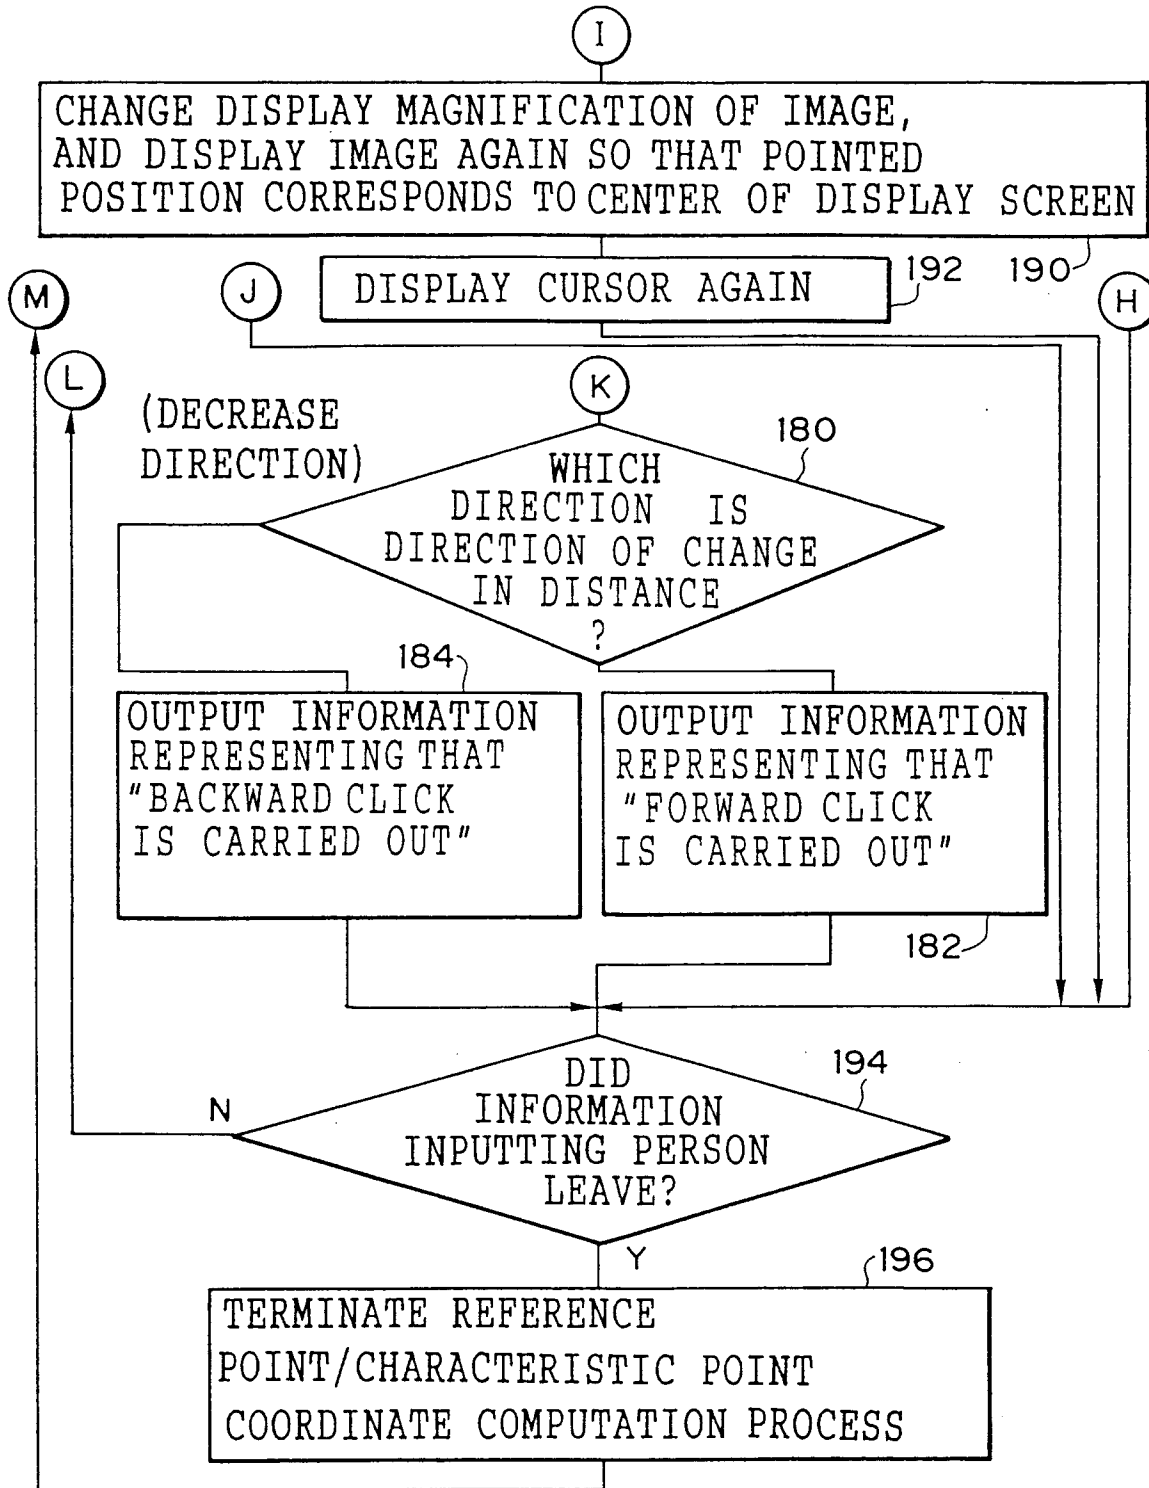 I
CHANGE DISPLAY MAGNIFICATION OF IMAGE,
AND DISPLAY IMAGE AGAIN SO THAT POINTED
POSITION CORRESPONDS TO CENTER OF DISPLAY SCREEN
190
M
J
DISPLAY CURSOR AGAIN
192
H
L
K
(DECREASE
DIRECTION)
180
WHICH
DIRECTION IS
DIRECTION OF CHANGE
IN DISTANCE
?
184
OUTPUT INFORMATION
REPRESENTING THAT
"BACKWARD CLICK
IS CARRIED OUT"
OUTPUT INFORMATION
REPRESENTING THAT
"FORWARD CLICK
IS CARRIED OUT"
182
194
DID
INFORMATION
INPUTTING PERSON
LEAVE?
N
Y
196
TERMINATE REFERENCE
POINT/CHARACTERISTIC POINT
COORDINATE COMPUTATION PROCESS